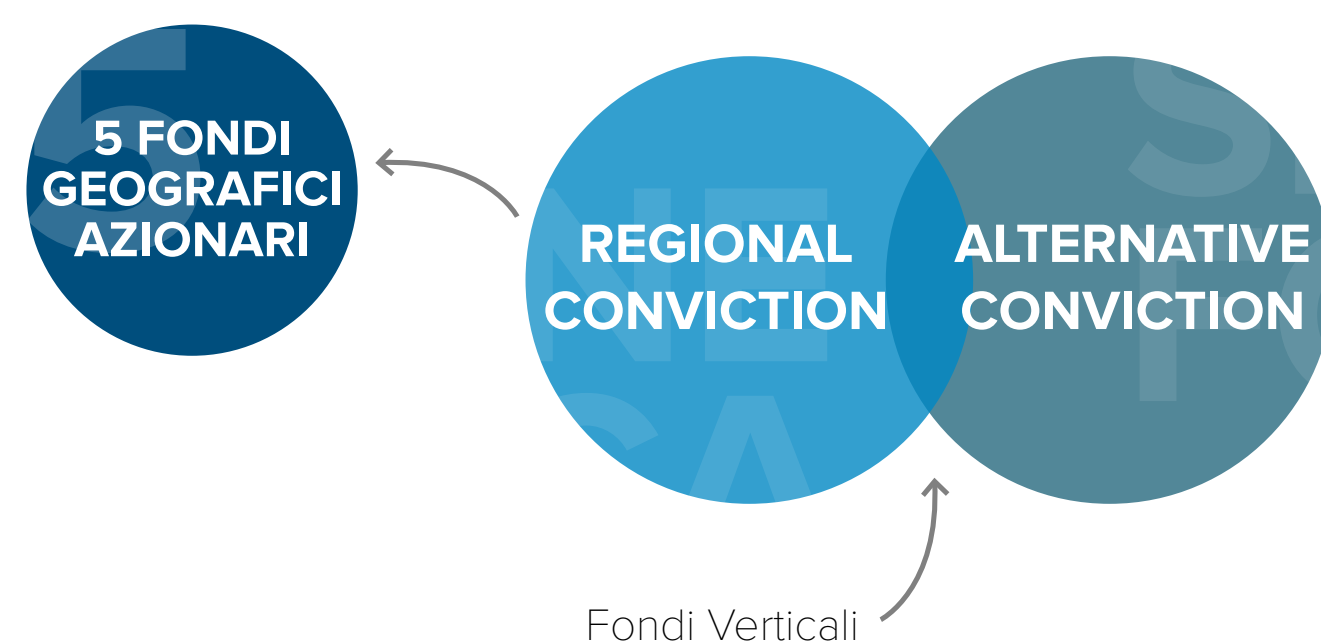 5 FONDI
GEOGRAFICI
AZIONARI
REGIONAL
CONVICTION
ALTERNATIVE
CONVICTION
Fondi Verticali